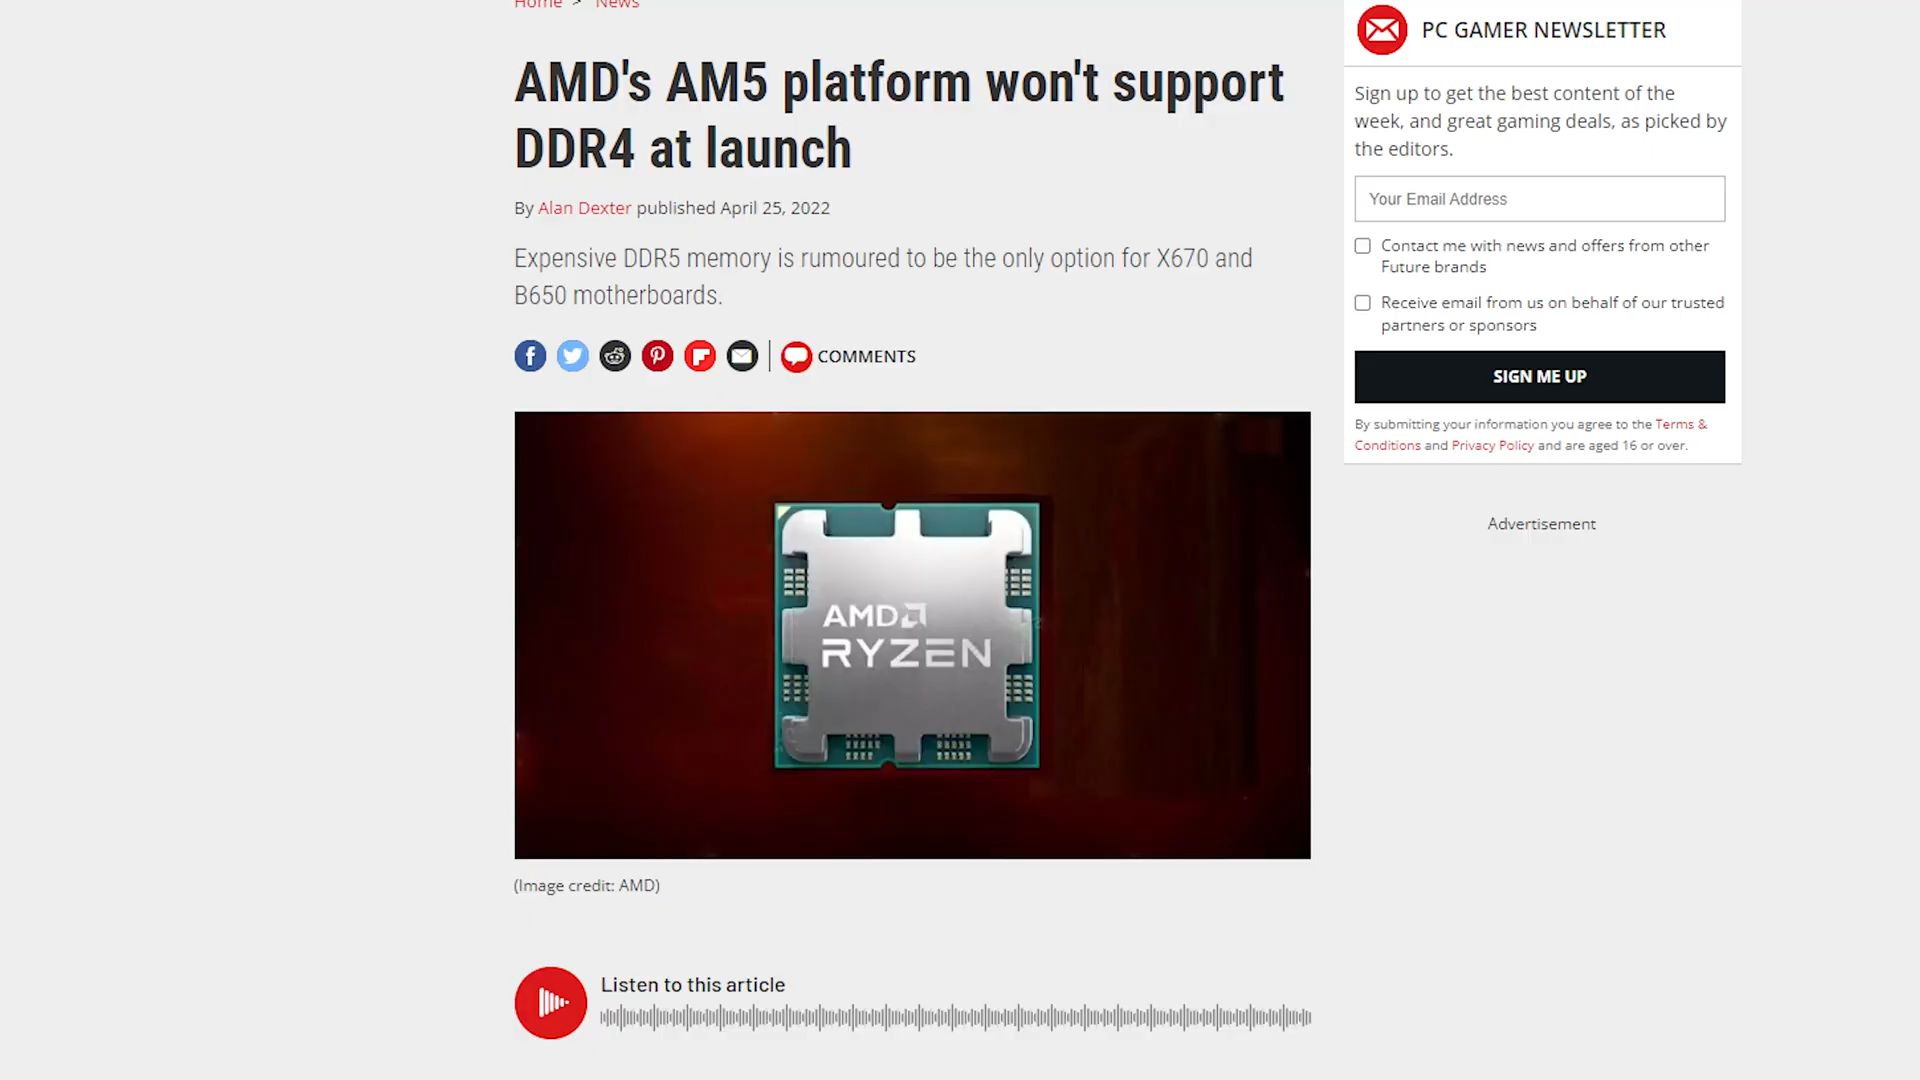 Home > News
AMD's AM5 platform won't support
DDR4 at launch
By Alan Dexter published April 25, 2022
Expensive DDR5 memory is rumoured to be the only option for X670 and
B650 motherboards.
COMMENTS
AMD
RYZEN
(Image credit: AMD)
Listen to this article
PC GAMER NEWSLETTER
Sign up to get the best content of the
week, and great gaming deals, as picked by
the editors.
Your Email Address
Contact me with news and offers from other
Future brands
Receive email from us on behalf of our trusted
partners or sponsors
SIGN ME UP
By submitting your information you agree to the Terms &
Conditions and Privacy Policy and are aged 16 or over.
Advertisement